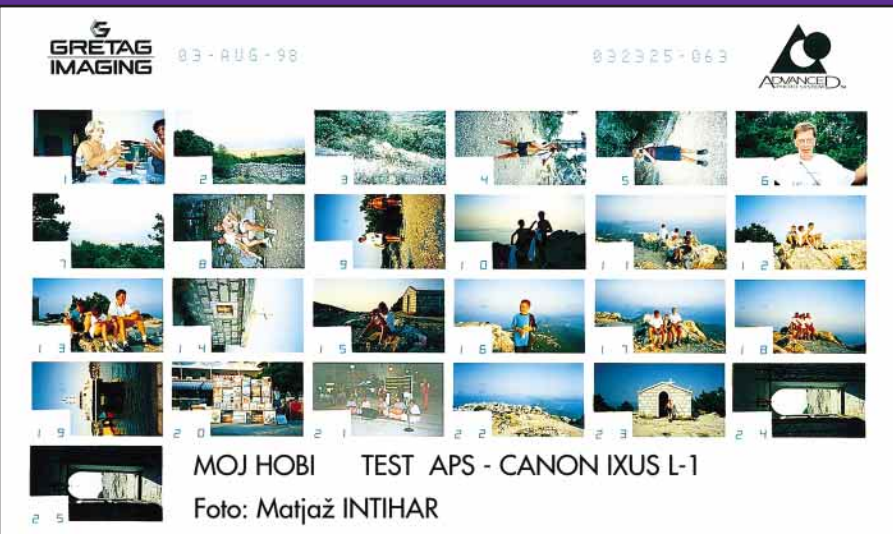 GRETAG
IMAGING
03-AUG-98
032325-063
ADVANCED
PHOTO SYSTEM
1 2 3 4 5 6
7 8 9 10 11 12
13 14 15 16 17 18
19 20 21 22 23 24
25
MOJ HOBI TEST APS - CANON IXUS L-1
Foto: Matjaž INTIHAR